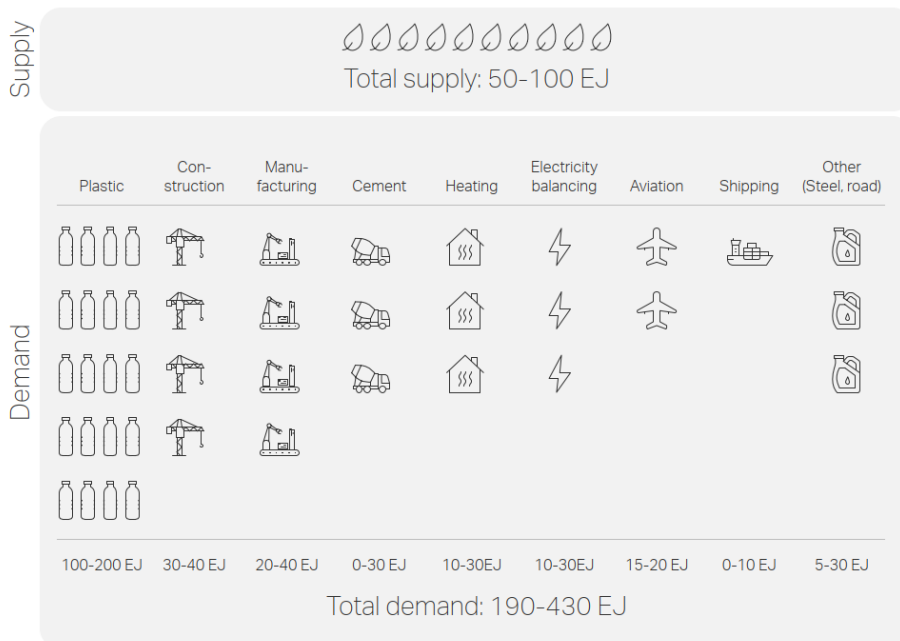 Supply
Total supply: 50-100 EJ
Demand
Plastic
Con-
struction
Manu-
facturing
Cement
Heating
Electricity
balancing
Aviation
Shipping
Other
(Steel, road)
100-200 EJ
30-40 EJ
20-40 EJ
0-30 EJ
10-30EJ
10-30EJ
15-20 EJ
0-10 EJ
5-30 EJ
Total demand: 190-430 EJ